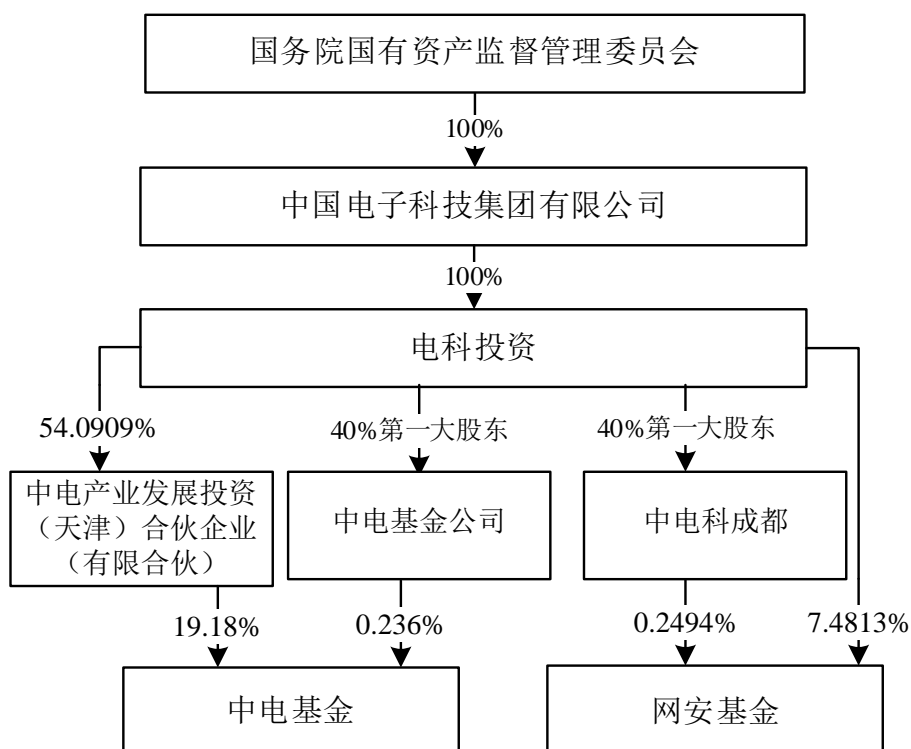 国务院国有资产监督管理委员会
100%
中国电子科技集团有限公司
100%
电科投资
54.0909%
40%第一大股东
40%第一大股东
中电产业发展投资
（天津）合伙企业
（有限合伙）
中电基金公司
中电科成都
19.18%
0.236%
0.2494%
7.4813%
中电基金
网安基金